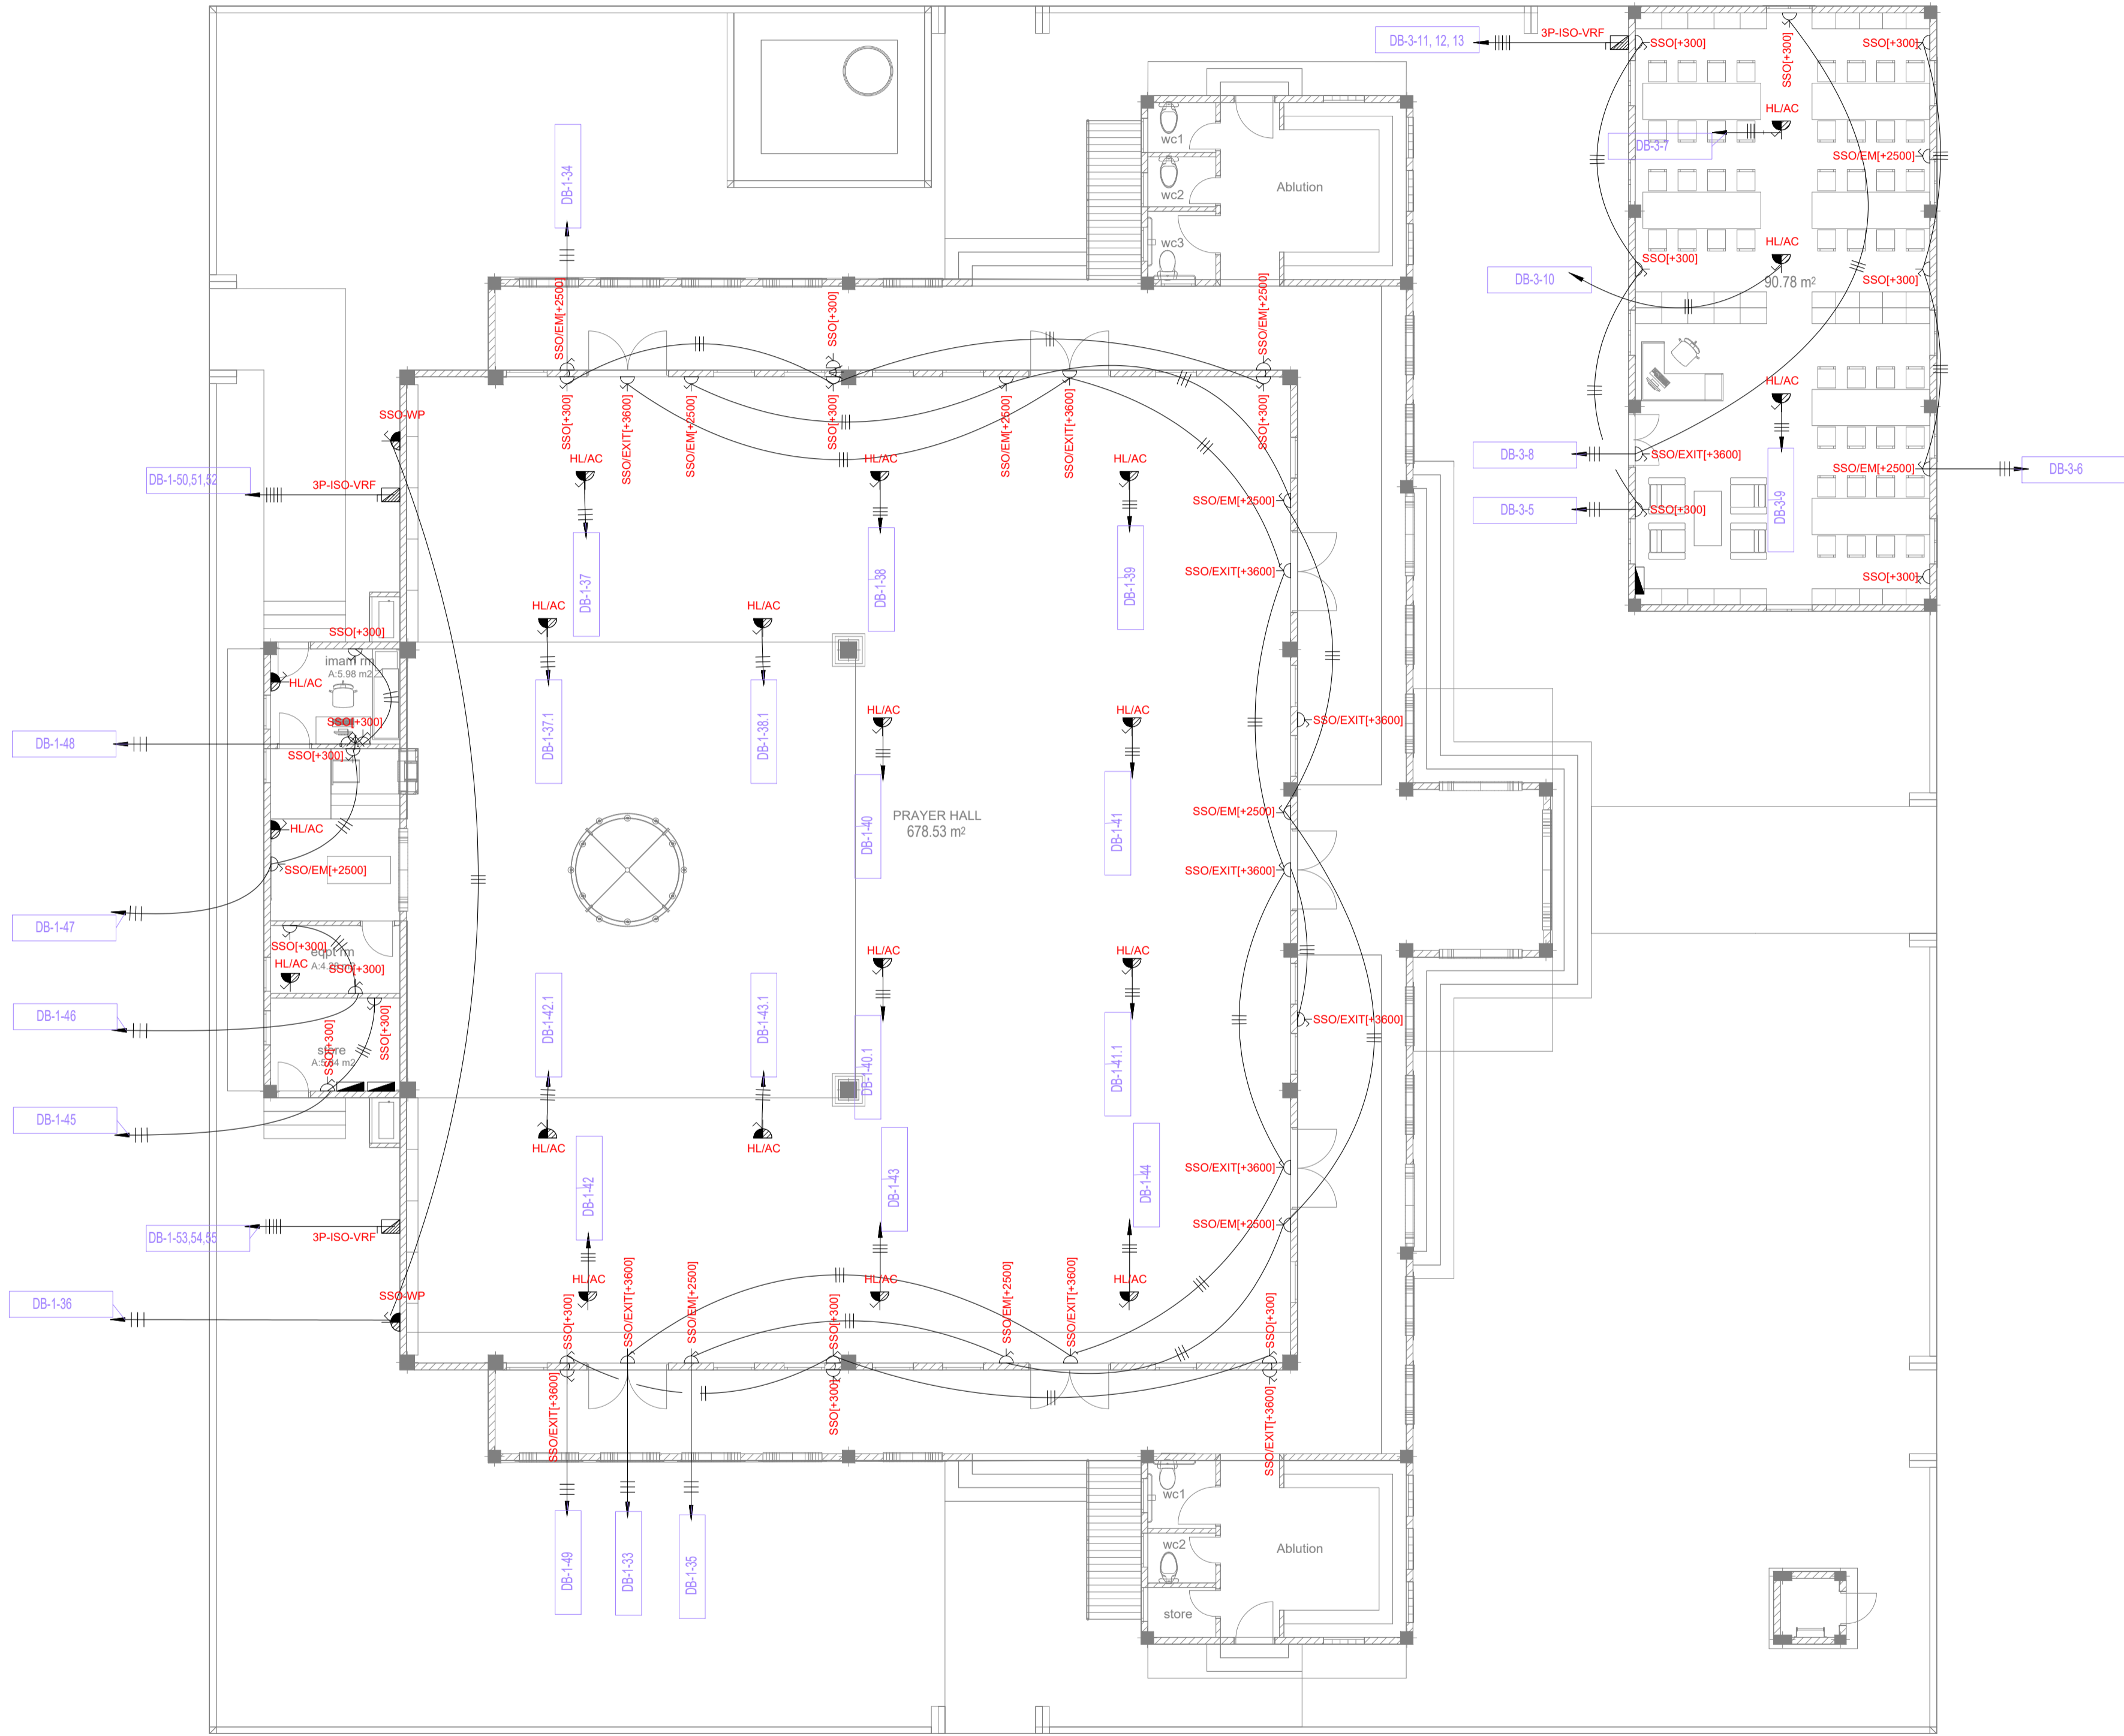 DB-3-11, 12, 13
3P-ISO-VRF
SSO[+300]
SSO[+300]
SSO[+300]
HL/AC
DB-3-7
SSO/EM[+2500]
HL/AC
90.78 m²
SSO[+300]
SSO[+300]
DB-3-10
HL/AC
DB-3-8
SSO/EXIT[+3600]
SSO/EM[+2500]
DB-3-6
DB-3-5
SSO[+300]
DB-3-9
SSO[+300]
wc1
wc2
wc3
Ablution
DB-1-34
SSO/EM[+2500]
SSO[+300]
SSO/EM[+2500]
SSO[+300]
SSO/EXIT[+3600]
SSO/EM[+2500]
SSO[+300]
SSO/EM[+2500]
SSO/EXIT[+3600]
SSO[+300]
SSO-WP
DB-1-50,51,52
3P-ISO-VRF
HL/AC
HL/AC
HL/AC
SSO/EM[+2500]
DB-1-37
DB-1-38
DB-1-39
SSO/EXIT[+3600]
HL/AC
HL/AC
SSO[+300]
imam rm
A:5.98 m2
HL/AC
SSO[+300]
DB-1-48
SSO[+300]
DB-1-37.1
DB-1-38.1
HL/AC
HL/AC
SSO/EXIT[+3600]
DB-1-40
DB-1-41
PRAYER HALL
678.53 m²
SSO/EM[+2500]
HL/AC
SSO/EM[+2500]
SSO/EXIT[+3600]
DB-1-47
SSO[+300]
eqpt rm
HL/AC
SSO[+300]
HL/AC
HL/AC
DB-1-46
DB-1-42.1
DB-1-43.1
DB-1-40.1
DB-1-41.1
SSO/EXIT[+3600]
SSO[+300]
SSO[+300]
store
DB-1-45
HL/AC
HL/AC
DB-1-42
DB-1-43
DB-1-44
SSO/EXIT[+3600]
SSO/EM[+2500]
DB-1-53,54,55
3P-ISO-VRF
HL/AC
HL/AC
HL/AC
SSO-WP
DB-1-36
SSO[+300]
SSO/EXIT[+3600]
SSO/EM[+2500]
SSO[+300]
SSO/EM[+2500]
SSO/EXIT[+3600]
SSO[+300]
SSO/EXIT[+3600]
SSO[+300]
SSO/EXIT[+3600]
DB-1-49
DB-1-33
DB-1-35
wc1
wc2
store
Ablution